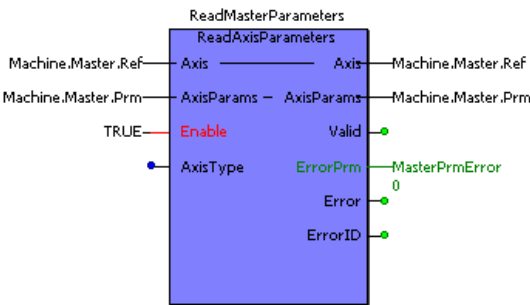 ReadMasterParameters
ReadAxisParameters
Machine.Master.Ref Axis Axis Machine.Master.Ref
Machine.Master.Prm AxisParams AxisParams Machine.Master.Prm
TRUE Enable Valid
AxisType ErrorPrm MasterPrmError
0
Error
ErrorID